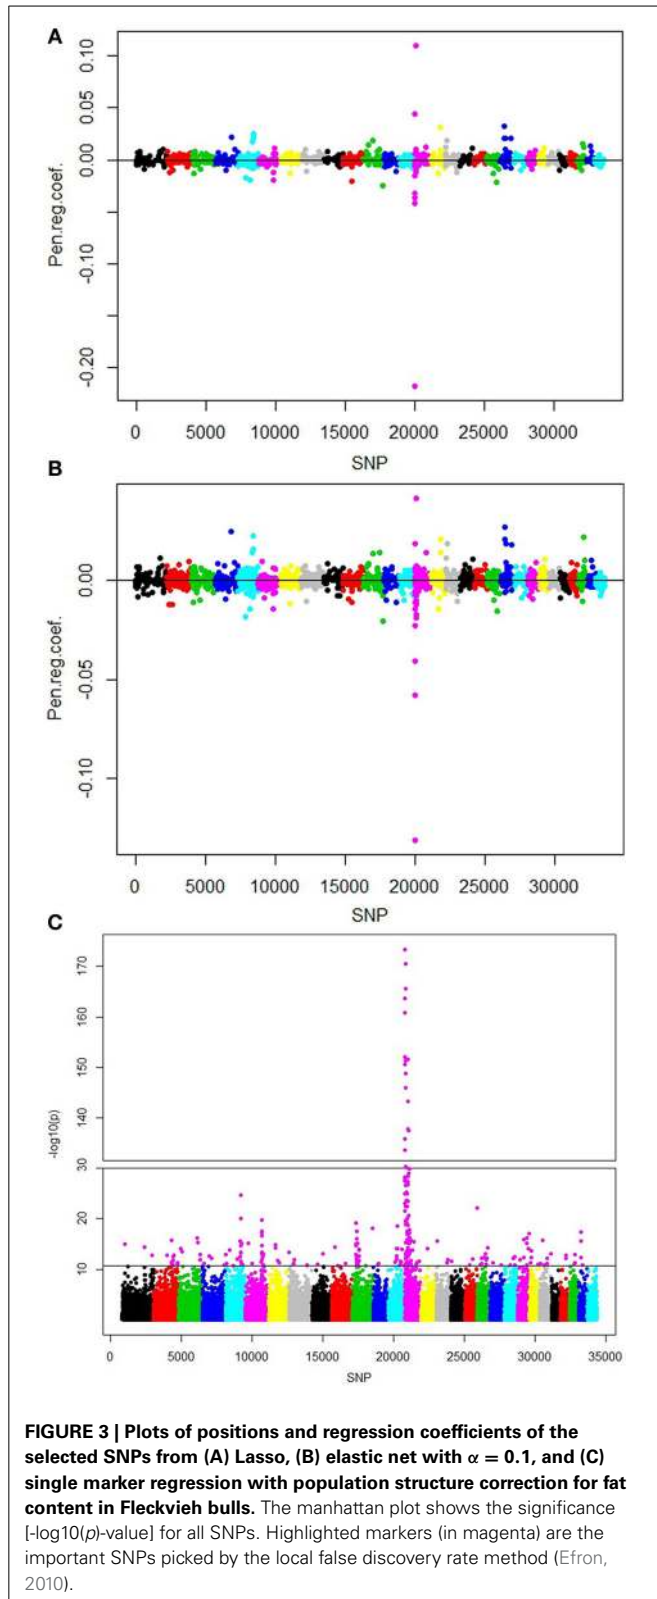 A
0.10
0.05
0.00
-0.10
-0.20
Pen.reg.coef.
0 5000 10000 15000 20000 25000 30000
SNP
B
0.00
-0.05
-0.10
Pen.reg.coef.
0 5000 10000 15000 20000 25000 30000
SNP
C
170
160
150
140
30
20
10
-log10(p)
0 5000 10000 15000 20000 25000 30000 35000
SNP
FIGURE 3 | Plots of positions and regression coefficients of the
selected SNPs from (A) Lasso, (B) elastic net with α = 0.1, and (C)
single marker regression with population structure correction for fat
content in Fleckvieh bulls. The manhattan plot shows the significance
[-log10(p)-value] for all SNPs. Highlighted markers (in magenta) are the
important SNPs picked by the local false discovery rate method (Efron,
2010).